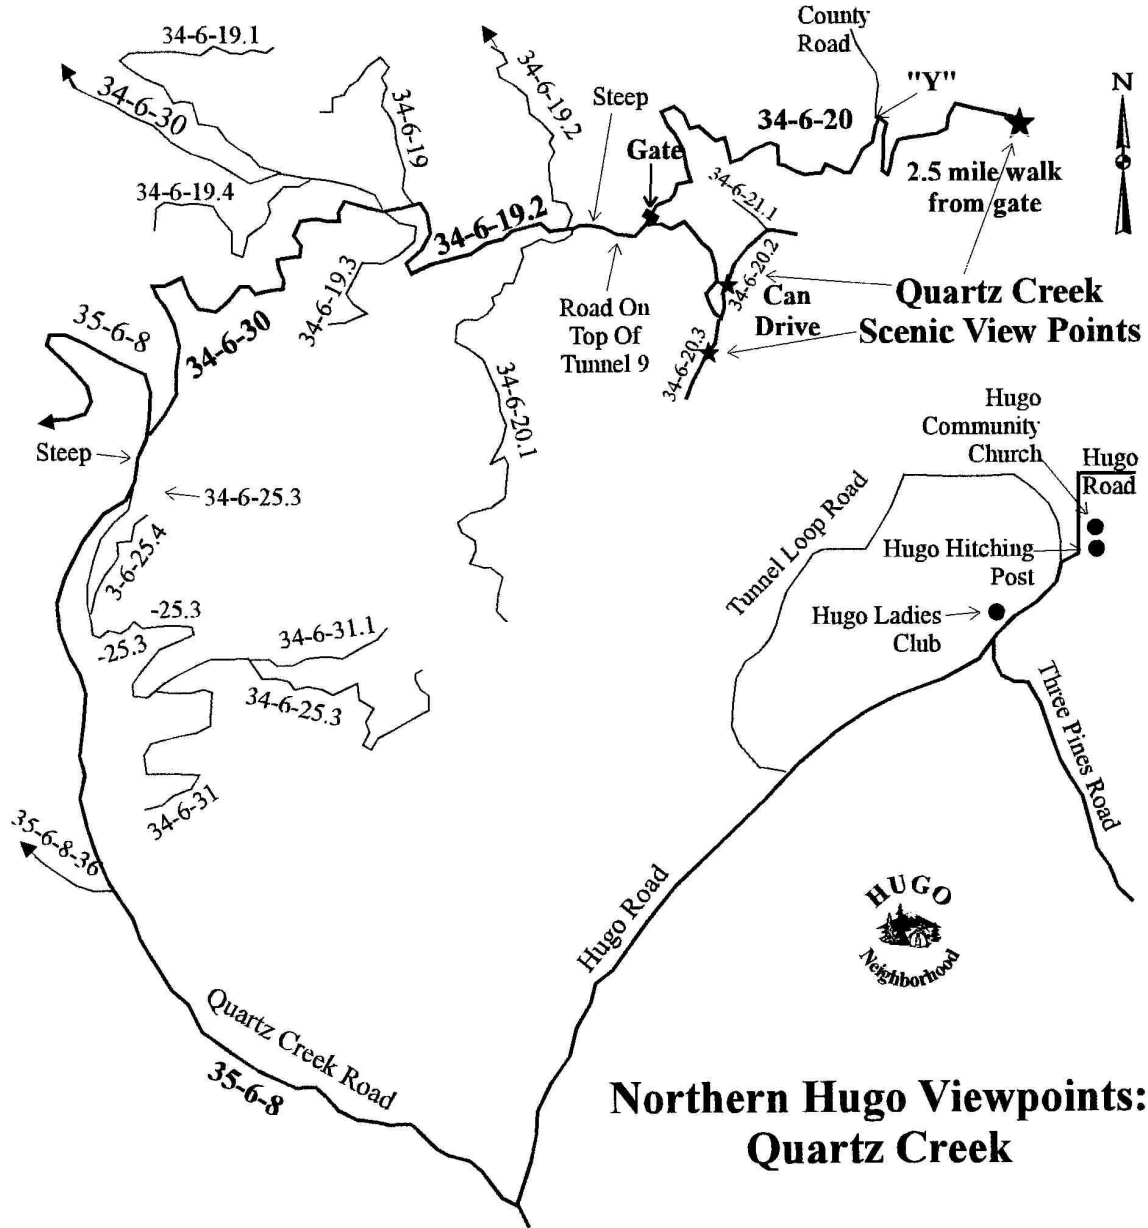 34-6-19.1
34-6-30
34-6-19
34-6-19.2
Steep
County
Road
"Y"
34-6-20
N
Gate
2.5 mile walk
from gate
34-6-19.4
34-6-19.2
34-6-21.1
34-6-20.2
34-6-19.3
Road On
Top Of
Tunnel 9
Can
Drive
Quartz Creek
Scenic View Points
35-6-8
34-6-30
34-6-20.3
34-6-20.1
Steep
34-6-25.3
3-6-25.4
Hugo
Community
Church
Hugo
Road
Tunnel Loop Road
Hugo Hitching
Post
Hugo Ladies
Club
-25.3
-25.3
34-6-31.1
34-6-25.3
Three Pines Road
34-6-31
35-6-8-36
Hugo Road
HUGO
Neighborhood
Quartz Creek Road
35-6-8
Northern Hugo Viewpoints:
Quartz Creek